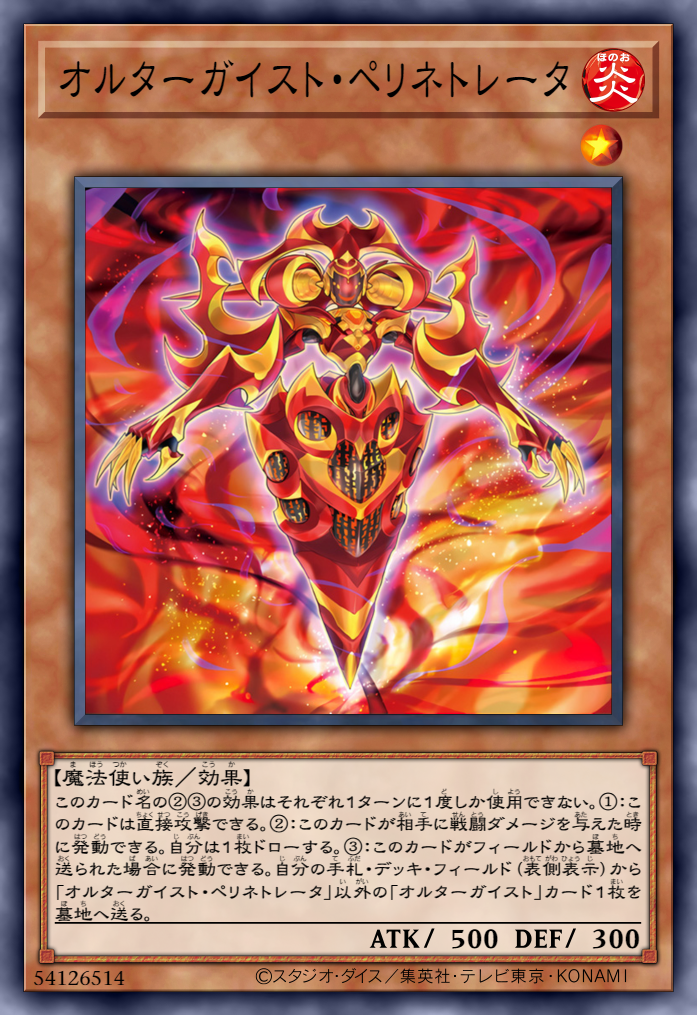 オルターガイスト・ペリネトレータ
炎
ほのお
【魔法使い族／効果】
このカード名の②③の効果はそれぞれ1ターンに1度しか使用できない。①：こ
のカードは直接攻撃できる。②：このカードが相手に戦闘ダメージを与えた時
に発動できる。自分は1枚ドローする。③：このカードがフィールドから墓地へ
送られた場合に発動できる。自分の手札・デッキ・フィールド（表側表示）から
「オルターガイスト・ペリネトレータ」以外の「オルターガイスト」カード1枚を
墓地へ送る。
ATK/ 500 DEF/ 300
54126514
©スタジオ・ダイス／集英社・テレビ東京・KONAMI